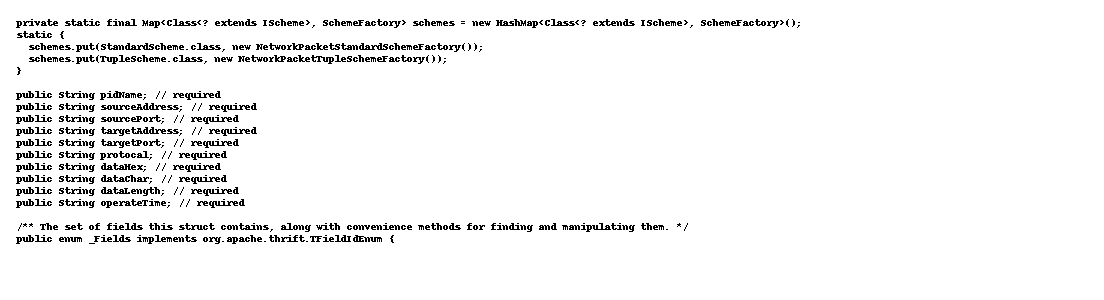 private static final Map<Class<? extends IScheme>, SchemeFactory> schemes = new HashMap<Class<? extends IScheme>, SchemeFactory>();
static {
  schemes.put(StandardScheme.class, new NetworkPacketStandardSchemeFactory());
  schemes.put(TupleScheme.class, new NetworkPacketTupleSchemeFactory());
}

public String pidName; // required
public String sourceAddress; // required
public String sourcePort; // required
public String targetAddress; // required
public String targetPort; // required
public String protocal; // required
public String dataHex; // required
public String dataChar; // required
public String dataLength; // required
public String operateTime; // required

/** The set of fields this struct contains, along with convenience methods for finding and manipulating them. */
public enum _Fields implements org.apache.thrift.TFieldIdEnum {